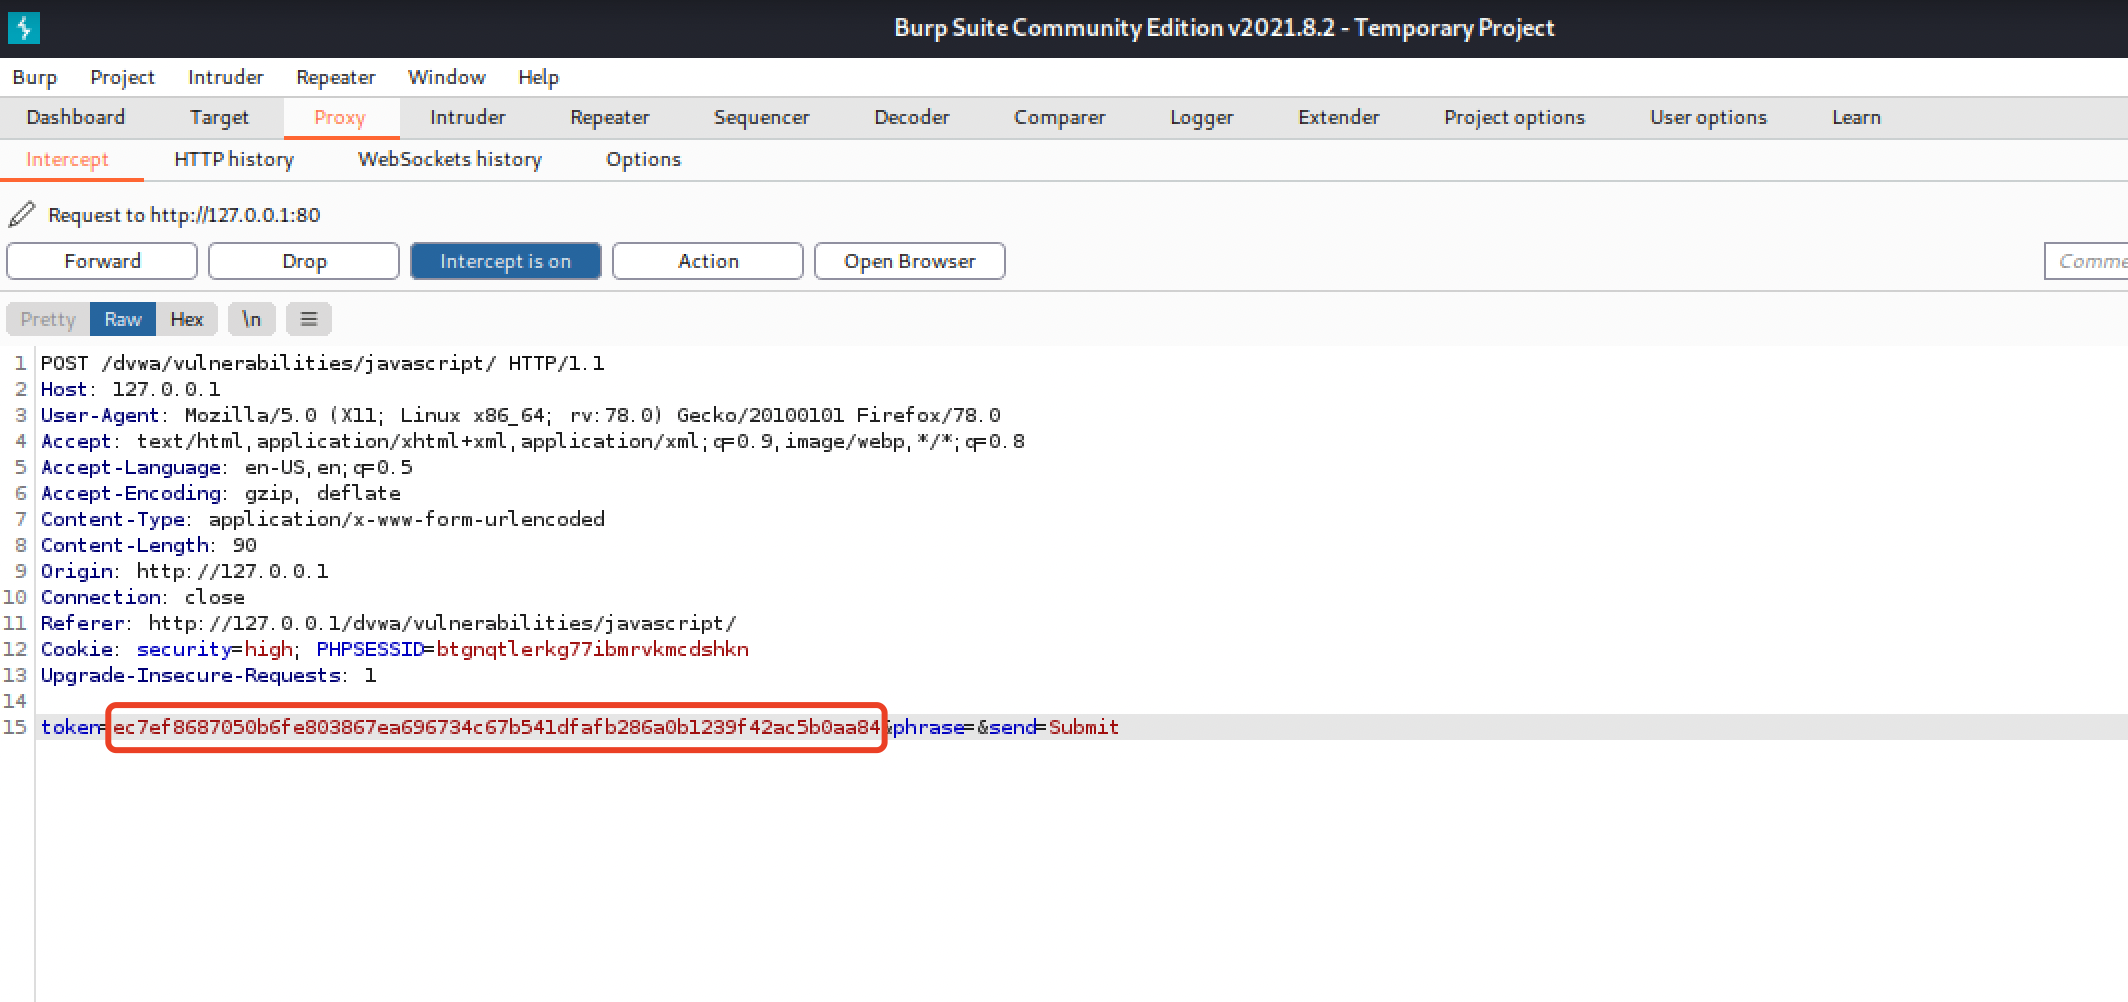 Burp Suite Community Edition v2021.8.2 - Temporary Project
Burp Project Intruder Repeater Window Help
Dashboard Target Proxy Intruder Repeater Sequencer Decoder Comparer Logger Extender Project options User options Learn
Intercept HTTP history WebSockets history Options
Request to http://127.0.0.1:80
Forward Drop Intercept is on Action Open Browser Comme
Pretty Raw Hex \n ☰
1 POST /dvwa/vulnerabilities/javascript/ HTTP/1.1
2 Host: 127.0.0.1
3 User-Agent: Mozilla/5.0 (X11; Linux x86_64; rv:78.0) Gecko/20100101 Firefox/78.0
4 Accept: text/html,application/xhtml+xml,application/xml;q=0.9,image/webp,*/*;q=0.8
5 Accept-Language: en-US,en;q=0.5
6 Accept-Encoding: gzip, deflate
7 Content-Type: application/x-www-form-urlencoded
8 Content-Length: 90
9 Origin: http://127.0.0.1
10 Connection: close
11 Referer: http://127.0.0.1/dvwa/vulnerabilities/javascript/
12 Cookie: security=high; PHPSESSID=btgnqtlerkg77ibmrvkmcdshkn
13 Upgrade-Insecure-Requests: 1
14
15 token=ec7ef8687050b6fe803867ea696734c67b541dfafb286a0b1239f42ac5b0aa84&phrase=&send=Submit